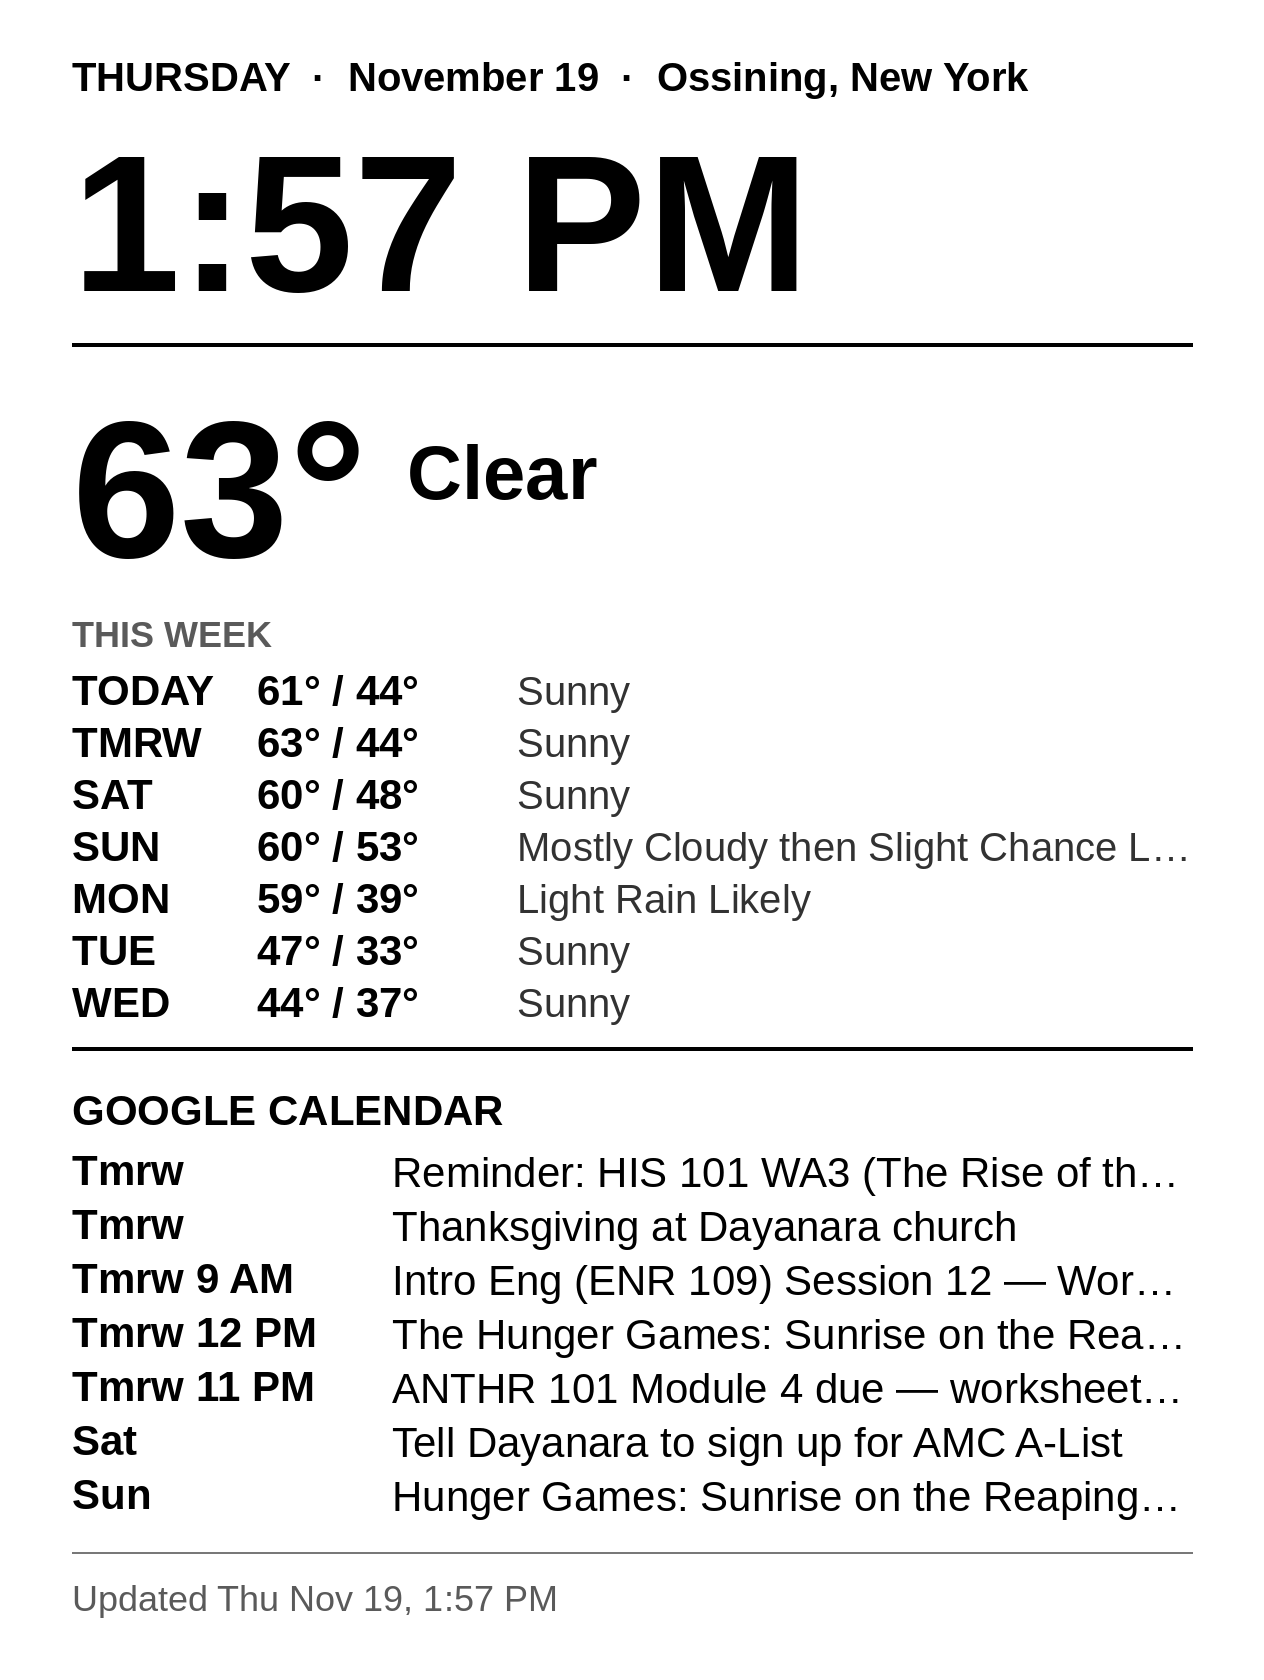 THURSDAY · November 19 · Ossining, New York
1:57 PM
63° Clear
THIS WEEK
TODAY 61° / 44° Sunny
TMRW 63° / 44° Sunny
SAT 60° / 48° Sunny
SUN 60° / 53° Mostly Cloudy then Slight Chance L…
MON 59° / 39° Light Rain Likely
TUE 47° / 33° Sunny
WED 44° / 37° Sunny
GOOGLE CALENDAR
Tmrw Reminder: HIS 101 WA3 (The Rise of th…
Tmrw Thanksgiving at Dayanara church
Tmrw 9 AM Intro Eng (ENR 109) Session 12 — Wor…
Tmrw 12 PM The Hunger Games: Sunrise on the Rea…
Tmrw 11 PM ANTHR 101 Module 4 due — worksheet…
Sat Tell Dayanara to sign up for AMC A-List
Sun Hunger Games: Sunrise on the Reaping…
Updated Thu Nov 19, 1:57 PM